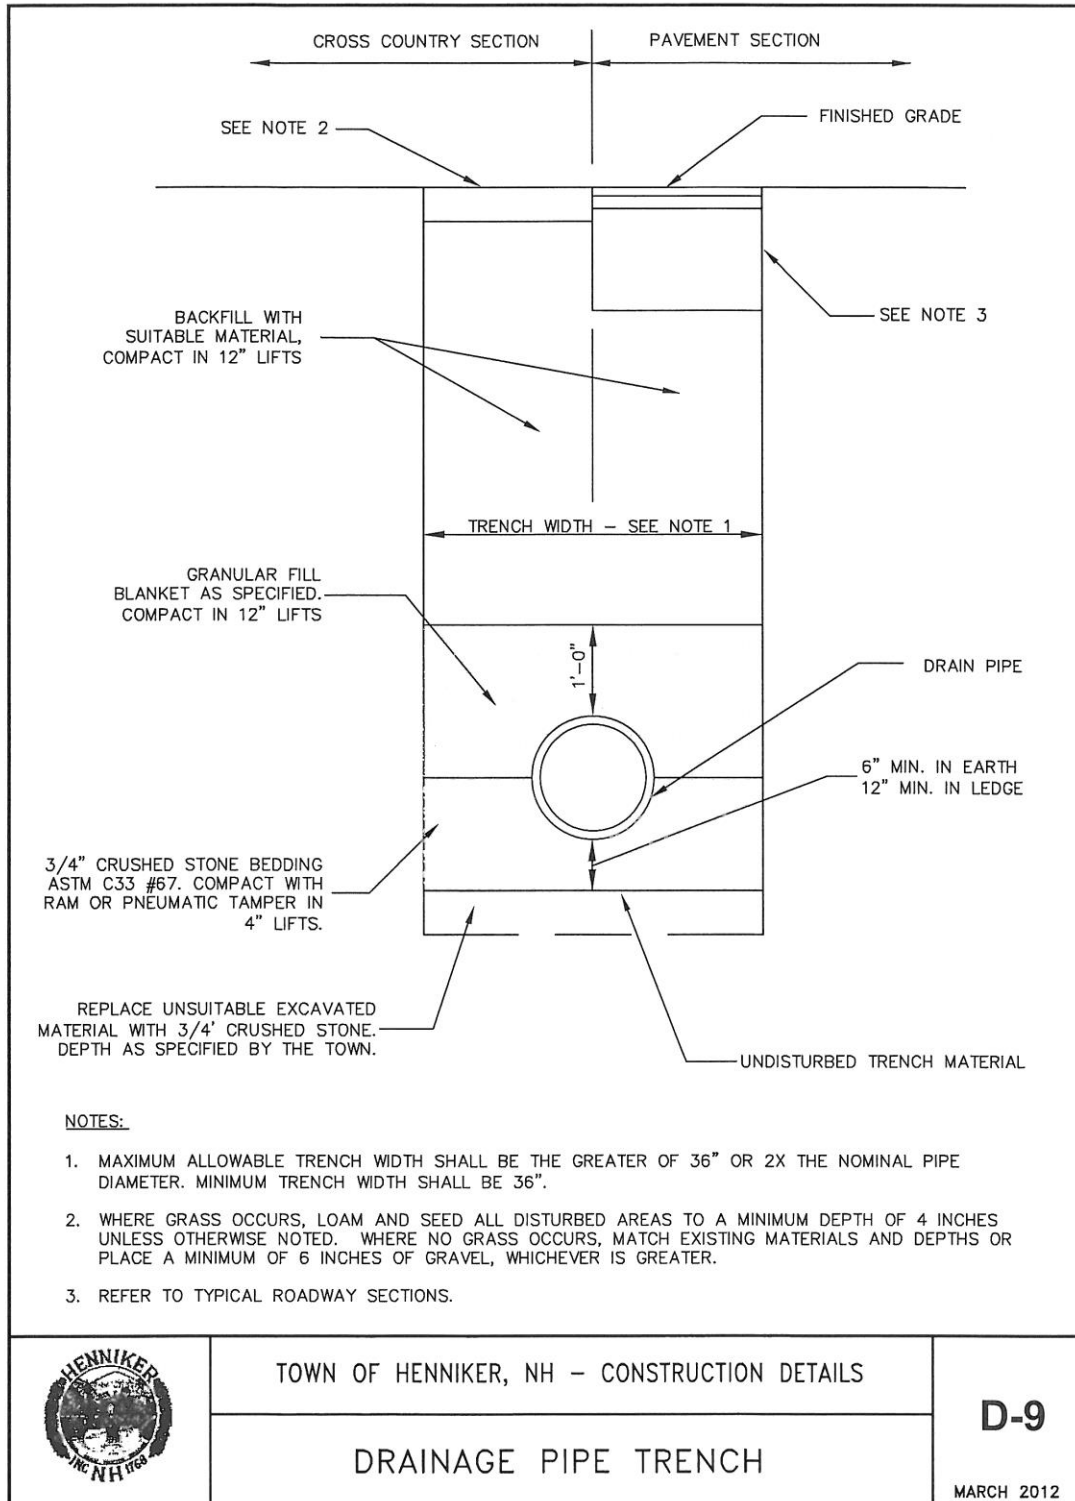 CROSS COUNTRY SECTION
PAVEMENT SECTION
SEE NOTE 2
FINISHED GRADE
SEE NOTE 3
BACKFILL WITH
SUITABLE MATERIAL,
COMPACT IN 12" LIFTS
TRENCH WIDTH – SEE NOTE 1
GRANULAR FILL
BLANKET AS SPECIFIED.
COMPACT IN 12" LIFTS
1'-0"
DRAIN PIPE
6" MIN. IN EARTH
12" MIN. IN LEDGE
3/4" CRUSHED STONE BEDDING
ASTM C33 #67. COMPACT WITH
RAM OR PNEUMATIC TAMPER IN
4" LIFTS.
REPLACE UNSUITABLE EXCAVATED
MATERIAL WITH 3/4' CRUSHED STONE.
DEPTH AS SPECIFIED BY THE TOWN.
UNDISTURBED TRENCH MATERIAL
NOTES:
1. MAXIMUM ALLOWABLE TRENCH WIDTH SHALL BE THE GREATER OF 36" OR 2X THE NOMINAL PIPE
DIAMETER. MINIMUM TRENCH WIDTH SHALL BE 36".
2. WHERE GRASS OCCURS, LOAM AND SEED ALL DISTURBED AREAS TO A MINIMUM DEPTH OF 4 INCHES
UNLESS OTHERWISE NOTED. WHERE NO GRASS OCCURS, MATCH EXISTING MATERIALS AND DEPTHS OR
PLACE A MINIMUM OF 6 INCHES OF GRAVEL, WHICHEVER IS GREATER.
3. REFER TO TYPICAL ROADWAY SECTIONS.
HENNIKER
INC NH 1768
TOWN OF HENNIKER, NH – CONSTRUCTION DETAILS
DRAINAGE PIPE TRENCH
D-9
MARCH 2012